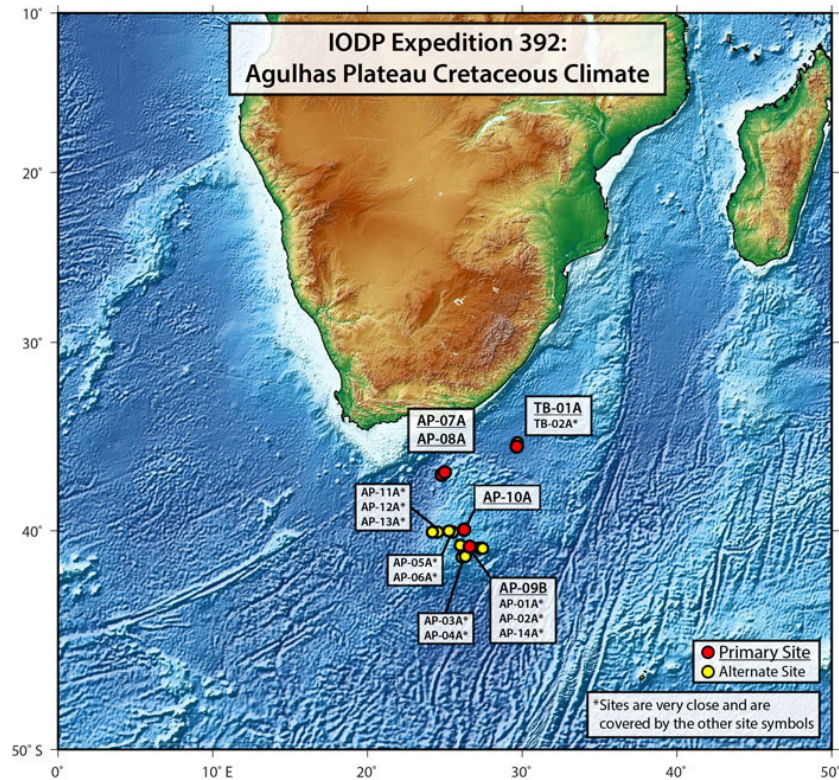 IODP Expedition 392:
Agulhas Plateau Cretaceous Climate
10°
20°
30°
40°
50° S
AP-07A
AP-08A
TB-01A
TB-02A*
AP-11A*
AP-12A*
AP-13A*
AP-10A
AP-05A*
AP-06A*
AP-03A*
AP-04A*
AP-09B
AP-01A*
AP-02A*
AP-14A*
Primary Site
Alternate Site
*Sites are very close and are
covered by the other site symbols
0°
10° E
20°
30°
40°
50°